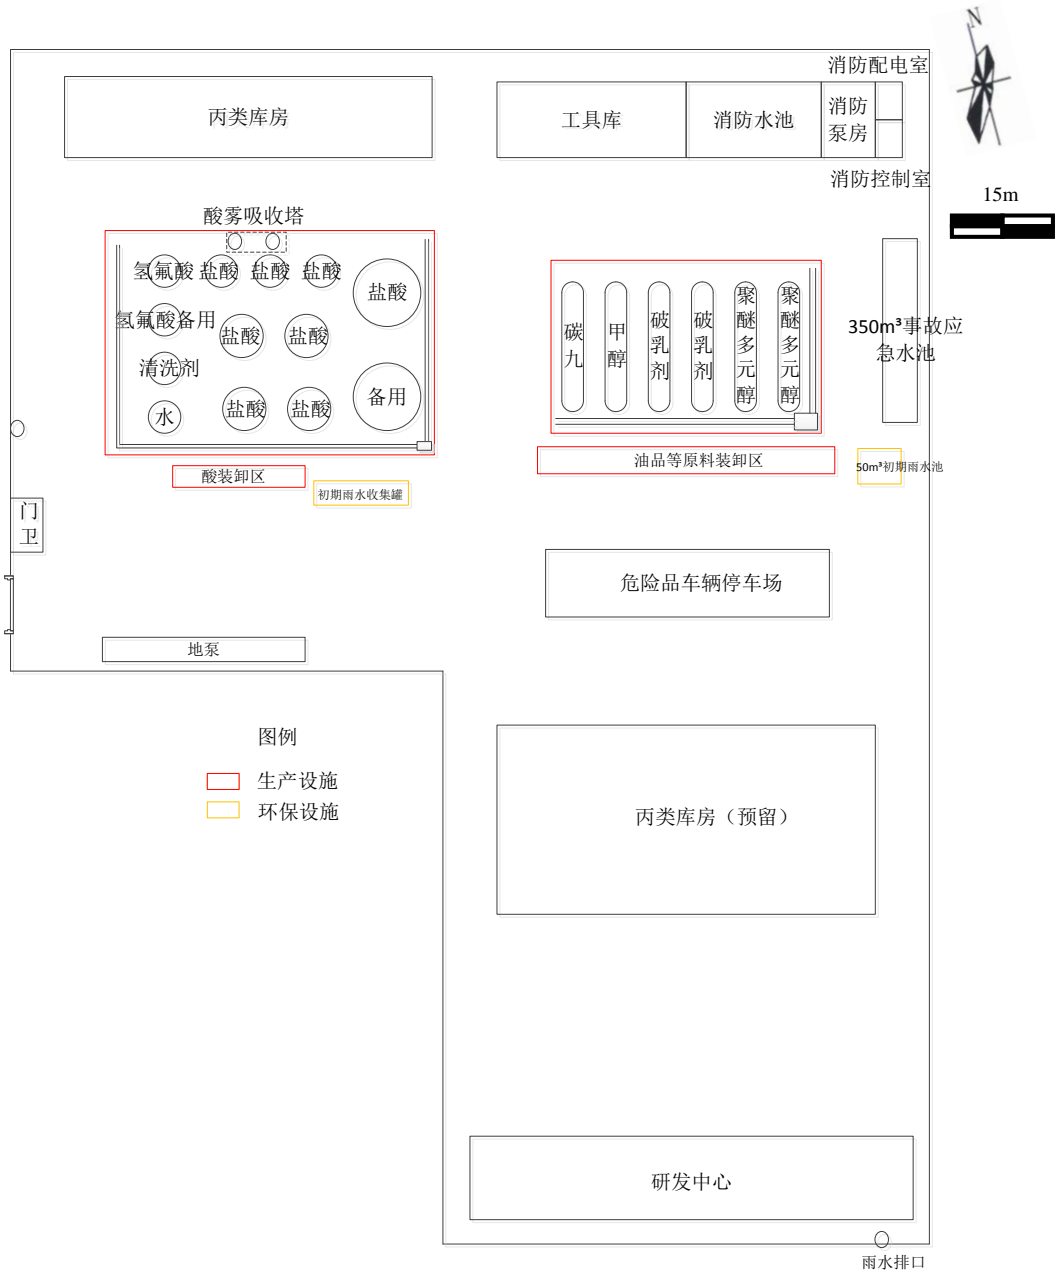 N
消防配电室
丙类库房
工具库
消防水池
消防
泵房
消防控制室
15m
酸雾吸收塔
氢氟酸
盐酸
盐酸
盐酸
盐酸
氢氟酸备用
盐酸
盐酸
清洗剂
水
盐酸
盐酸
备用
碳九
甲醇
破乳剂
破乳剂
聚醚多元醇
聚醚多元醇
350m³事故应
急水池
酸装卸区
初期雨水收集罐
油品等原料装卸区
50m³初期雨水池
门
卫
危险品车辆停车场
地泵
图例
生产设施
环保设施
丙类库房（预留）
研发中心
雨水排口